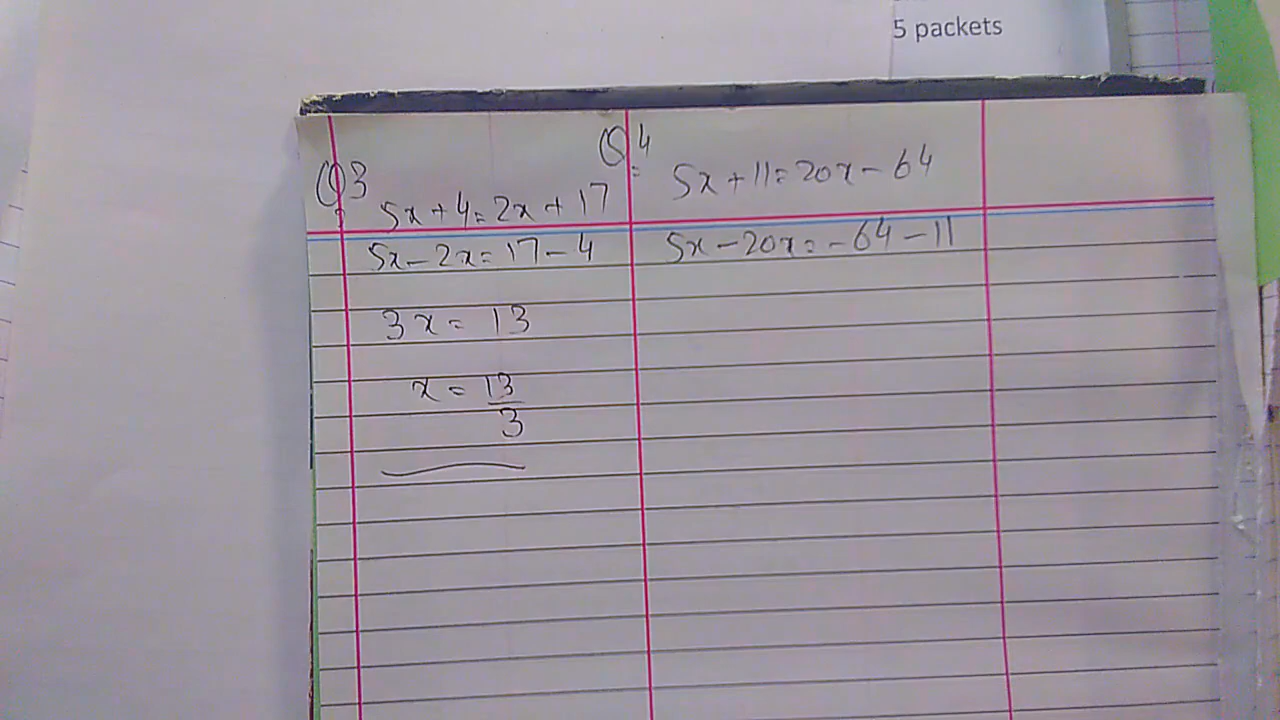 5 packets
Q3
5x+4=2x+17
5x-2x=17-4
3x=13
x=13
3
Q4
5x+11=20x-64
5x-20x=-64-11